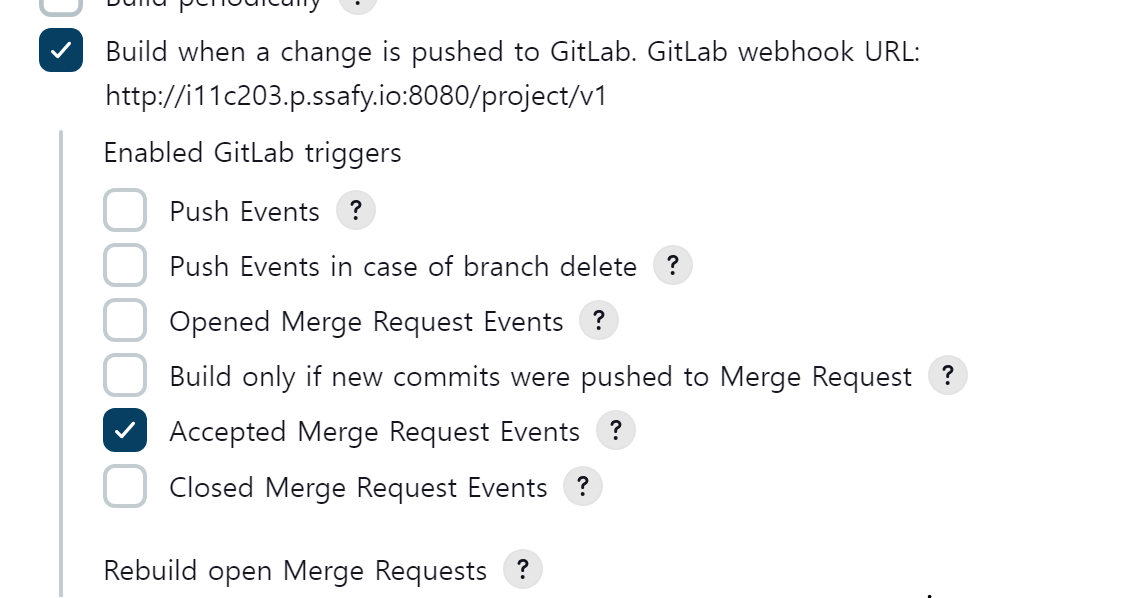 Build periodically ?
Build when a change is pushed to GitLab. GitLab webhook URL:
http://i11c203.p.ssafy.io:8080/project/v1
Enabled GitLab triggers
Push Events ?
Push Events in case of branch delete ?
Opened Merge Request Events ?
Build only if new commits were pushed to Merge Request ?
Accepted Merge Request Events ?
Closed Merge Request Events ?
Rebuild open Merge Requests ?